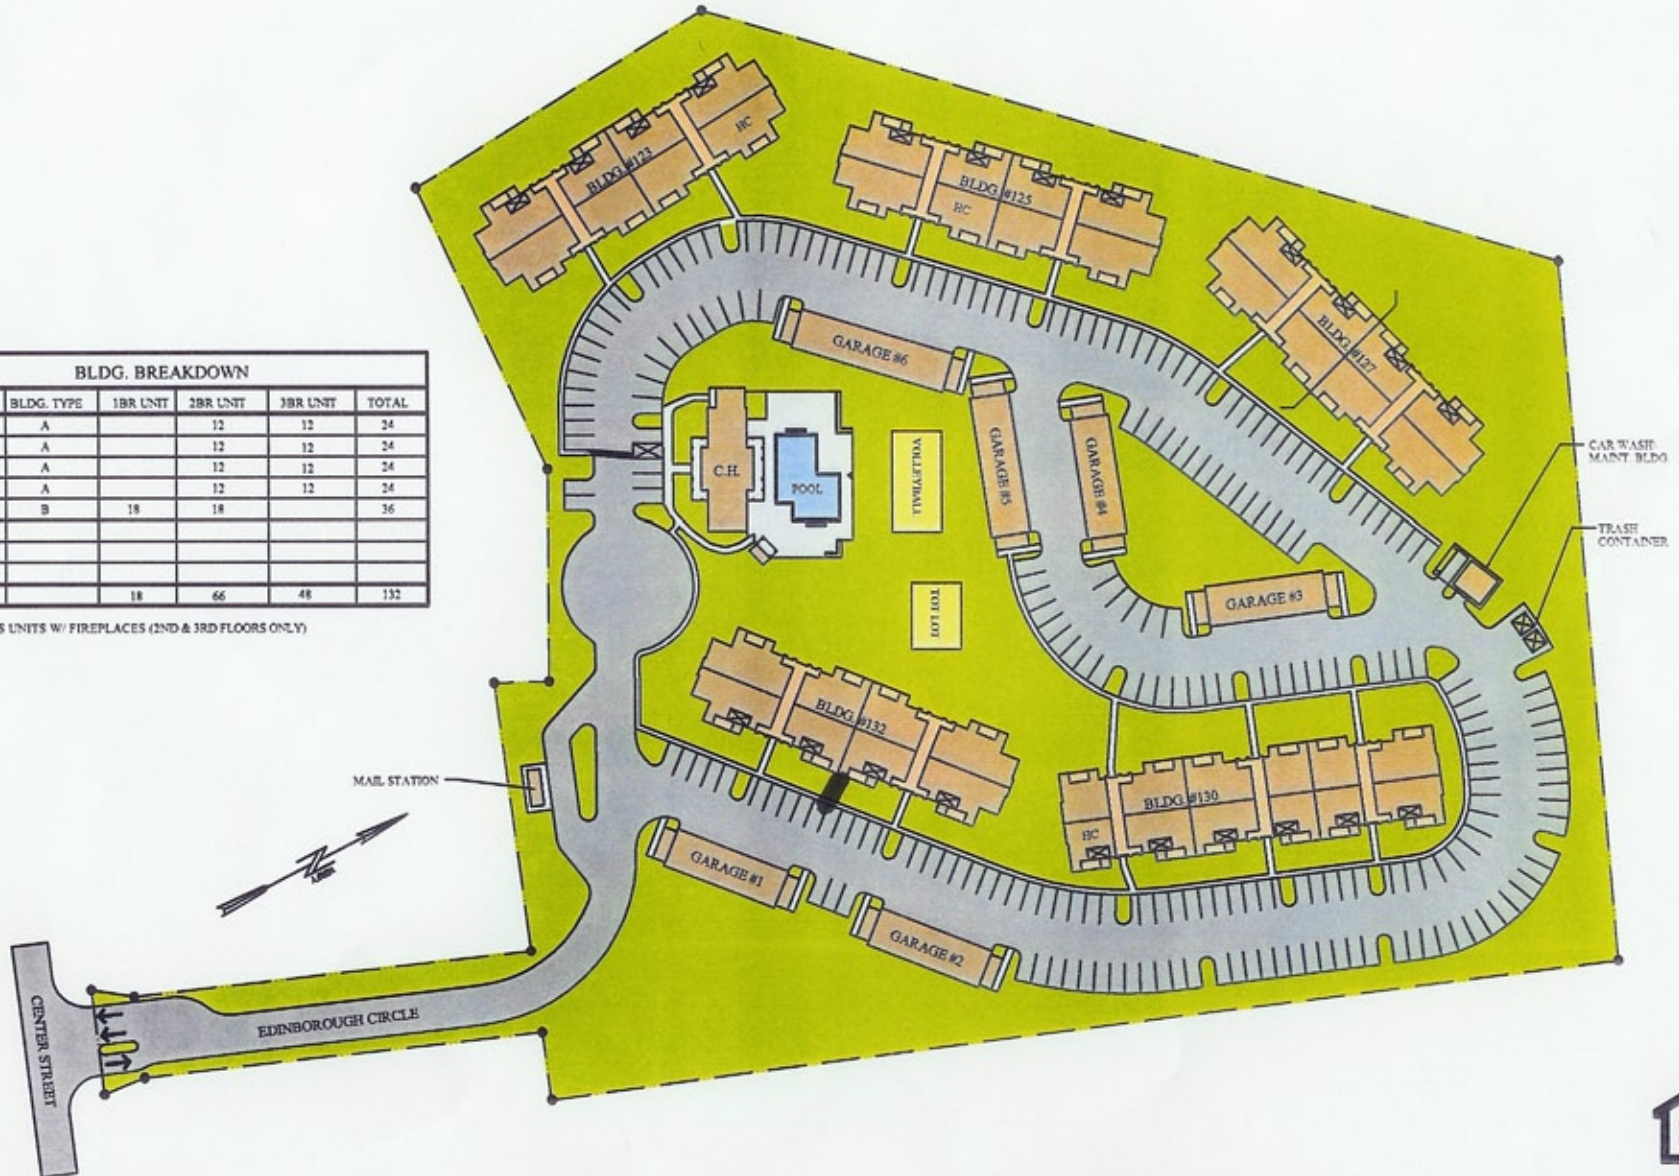 BLDG. BREAKDOWN
BLDG. TYPE 1BR UNIT 2BR UNIT 3BR UNIT TOTAL
A 12 12 24
A 12 12 24
A 12 12 24
A 12 12 24
B 18 18 36
18 66 48 132
S UNITS W/ FIREPLACES (2ND & 3RD FLOORS ONLY)
BLDG. #123
HC
BLDG. #125
HC
BLDG. #127
GARAGE #6
GARAGE #5
GARAGE #4
GARAGE #3
C.H.
POOL
VOLLEYBALL
TOT LOT
CAR WASH/
MAINT. BLDG.
TRASH
CONTAINER
BLDG. #132
BLDG. #130
HC
MAIL STATION
GARAGE #1
GARAGE #2
N
EDINBOROUGH CIRCLE
CENTER STREET